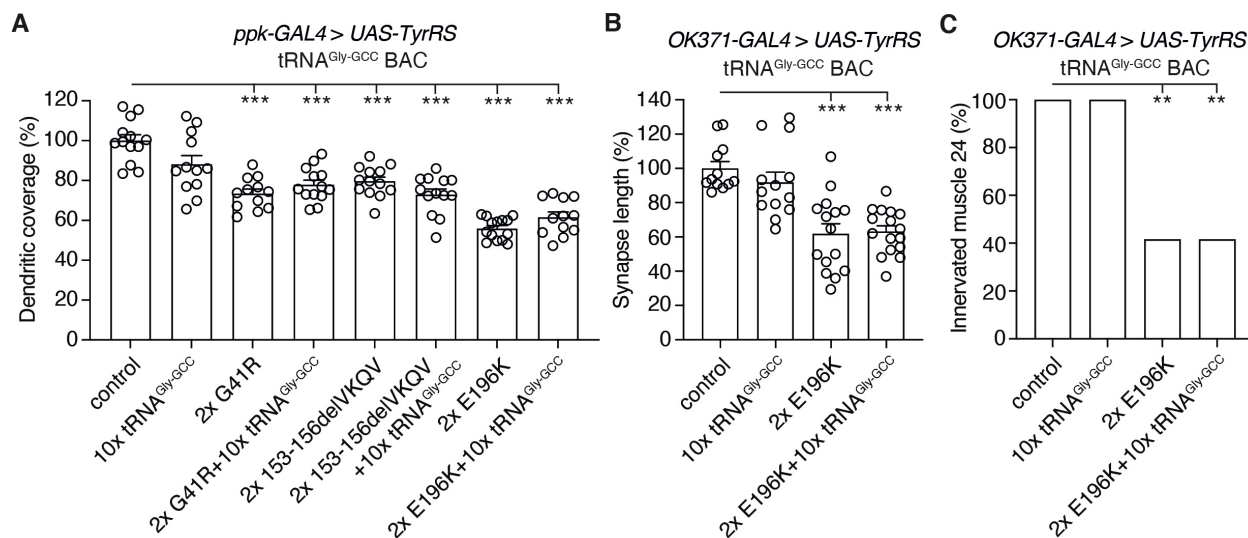 A
ppk-GAL4 > UAS-TyrRS
tRNAGly-GCC BAC
*** *** *** *** *** ***
Dendritic coverage (%)
120
100
80
60
40
20
0
control
10x tRNAGly-GCC
2x G41R
2x G41R+10x tRNAGly-GCC
2x 153-156delVKQV
2x 153-156delVKQV
+10x tRNAGly-GCC
2x E196K
2x E196K+10x tRNAGly-GCC
B
OK371-GAL4 > UAS-TyrRS
tRNAGly-GCC BAC
*** ***
Synapse length (%)
140
120
100
80
60
40
20
0
control
10x tRNAGly-GCC
2x E196K
2x E196K+10x tRNAGly-GCC
C
OK371-GAL4 > UAS-TyrRS
tRNAGly-GCC BAC
** **
Innervated muscle 24 (%)
100
80
60
40
20
0
control
10x tRNAGly-GCC
2x E196K
2x E196K+10x tRNAGly-GCC